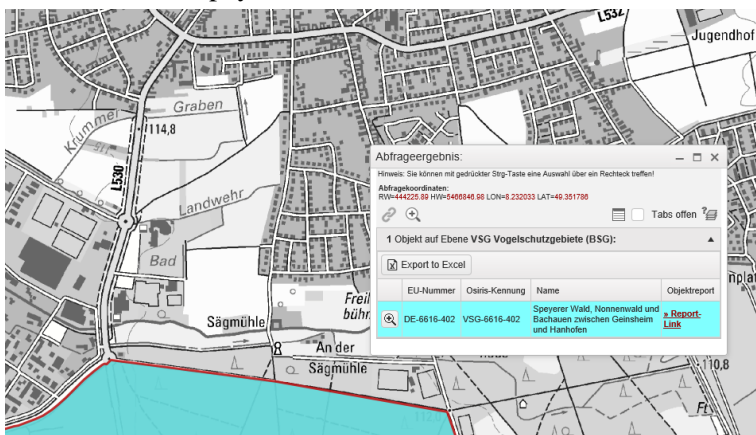 L532
Jugendhof
Krummer
Graben
114,8
L530
Landwehr
Bad
Sägmühle
Freil
bühn
An der
Sägmühle
110,8
Ft
Abfrageergebnis:
Hinweis: Sie können mit gedrückter Strg-Taste eine Auswahl über ein Rechteck treffen!
Abfragekoordinaten:
RW=444225.89 HW=5466846.98 LON=8.232033 LAT=49.351786
Tabs offen ?
1 Objekt auf Ebene VSG Vogelschutzgebiete (BSG):
Export to Excel
EU-Nummer Osiris-Kennung Name Objektreport
DE-6616-402 VSG-6616-402 Speyerer Wald, Nonnenwald und Bachauen zwischen Geinsheim und Hanhofen » Report-Link